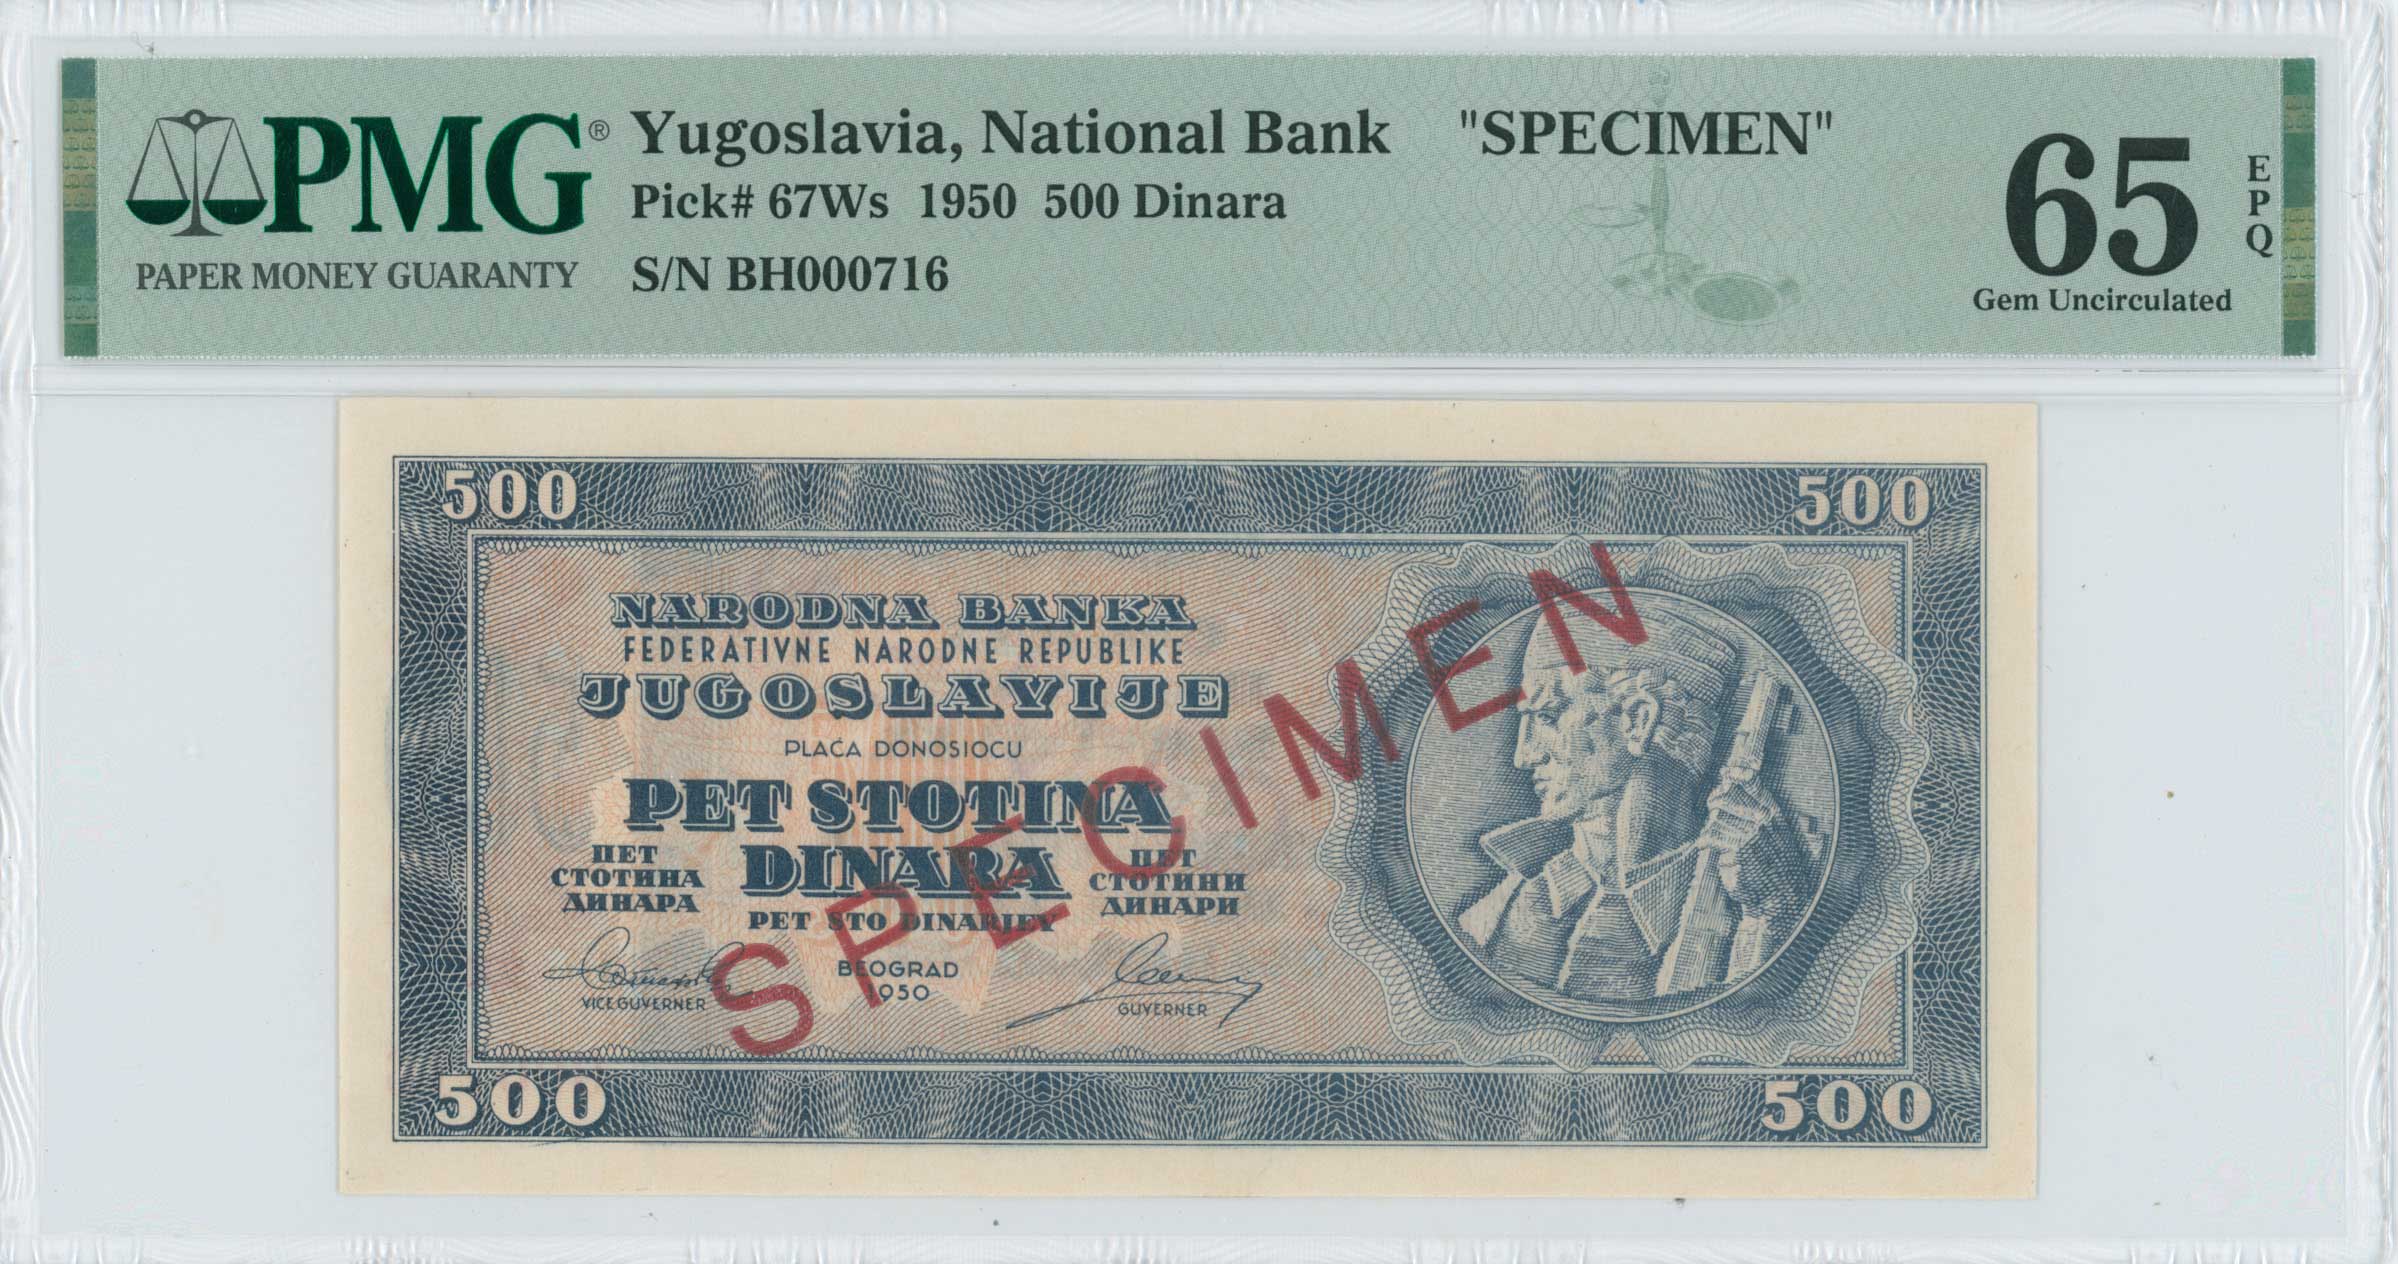 PMG®
PAPER MONEY GUARANTY
Yugoslavia, National Bank "SPECIMEN"
Pick# 67Ws 1950 500 Dinara
S/N BH000716
65
EPQ
Gem Uncirculated
500 500
NARODNA BANKA
FEDERATIVNE NARODNE REPUBLIKE
JUGOSLAVIJE
PLAĆA DONOSIOCU
PET STOTINA
DINARA
ПЕТ
СТОТИНА
ДИНАРА
ПЕТ
СТОТИНИ
ДИНАРИ
PET STO DINARJEV
BEOGRAD
1950
VICEGUVERNER
GUVERNER
SPECIMEN
500 500